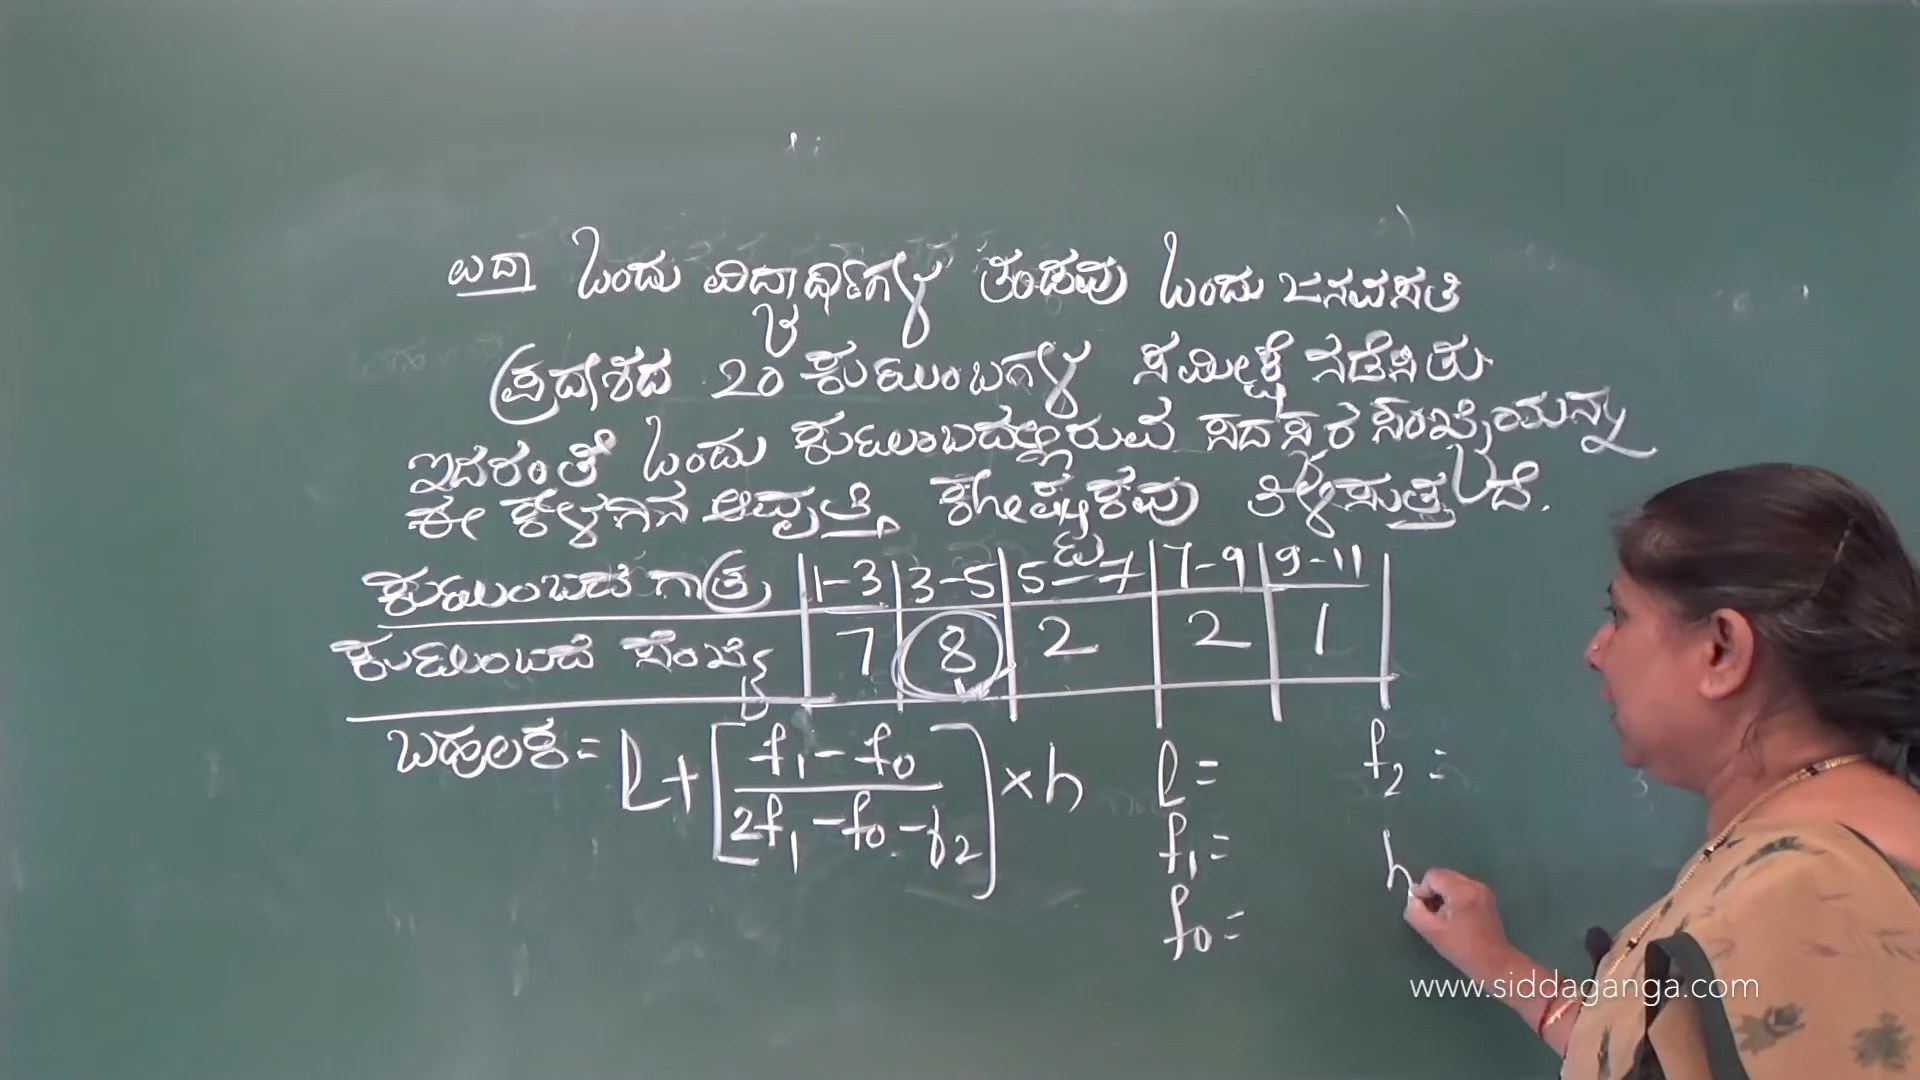 ಉದಾ ಒಂದು ವಿದ್ಯಾರ್ಥಿಗಳ ತಂಡವು ಒಂದು ಜನವಸತಿ
ಪ್ರದೇಶದ 20 ಕುಟುಂಬಗಳ ಸಮೀಕ್ಷೆ ನಡೆಸಿತು
ಇದರಂತೆ ಒಂದು ಕುಟುಂಬದಲ್ಲಿರುವ ಸದಸ್ಯರ ಸಂಖ್ಯೆಯನ್ನು
ಈ ಕೆಳಗಿನ ಆವೃತ್ತಿ ಕೋಷ್ಟಕವು ತಿಳಿಸುತ್ತದೆ.
ಕುಟುಂಬದ ಗಾತ್ರ 1-3 3-5 5-7 7-9 9-11
ಕುಟುಂಬದ ಸಂಖ್ಯೆ 7 8 2 2 1
ಬಹುಲಕ = l + [f₁ - f₀ / 2f₁ - f₀ - f₂] × h
l =
f₁ =
f₀ =
f₂ =
h
www.siddaganga.com